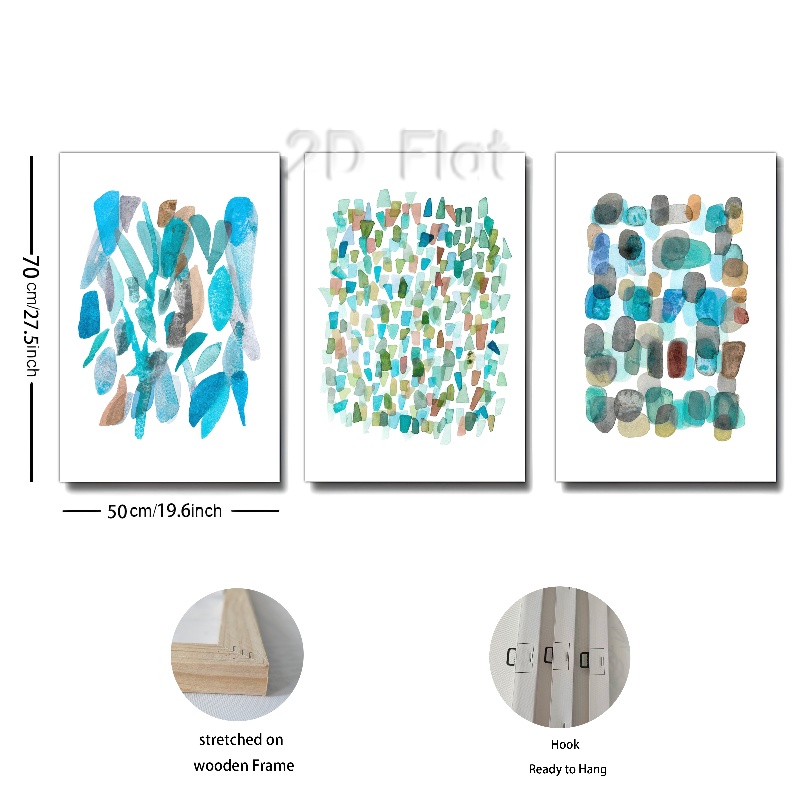 2D Flat
70 cm/27.5inch
50 cm/19.6inch
stretched on
wooden Frame
Hook
Ready to Hang